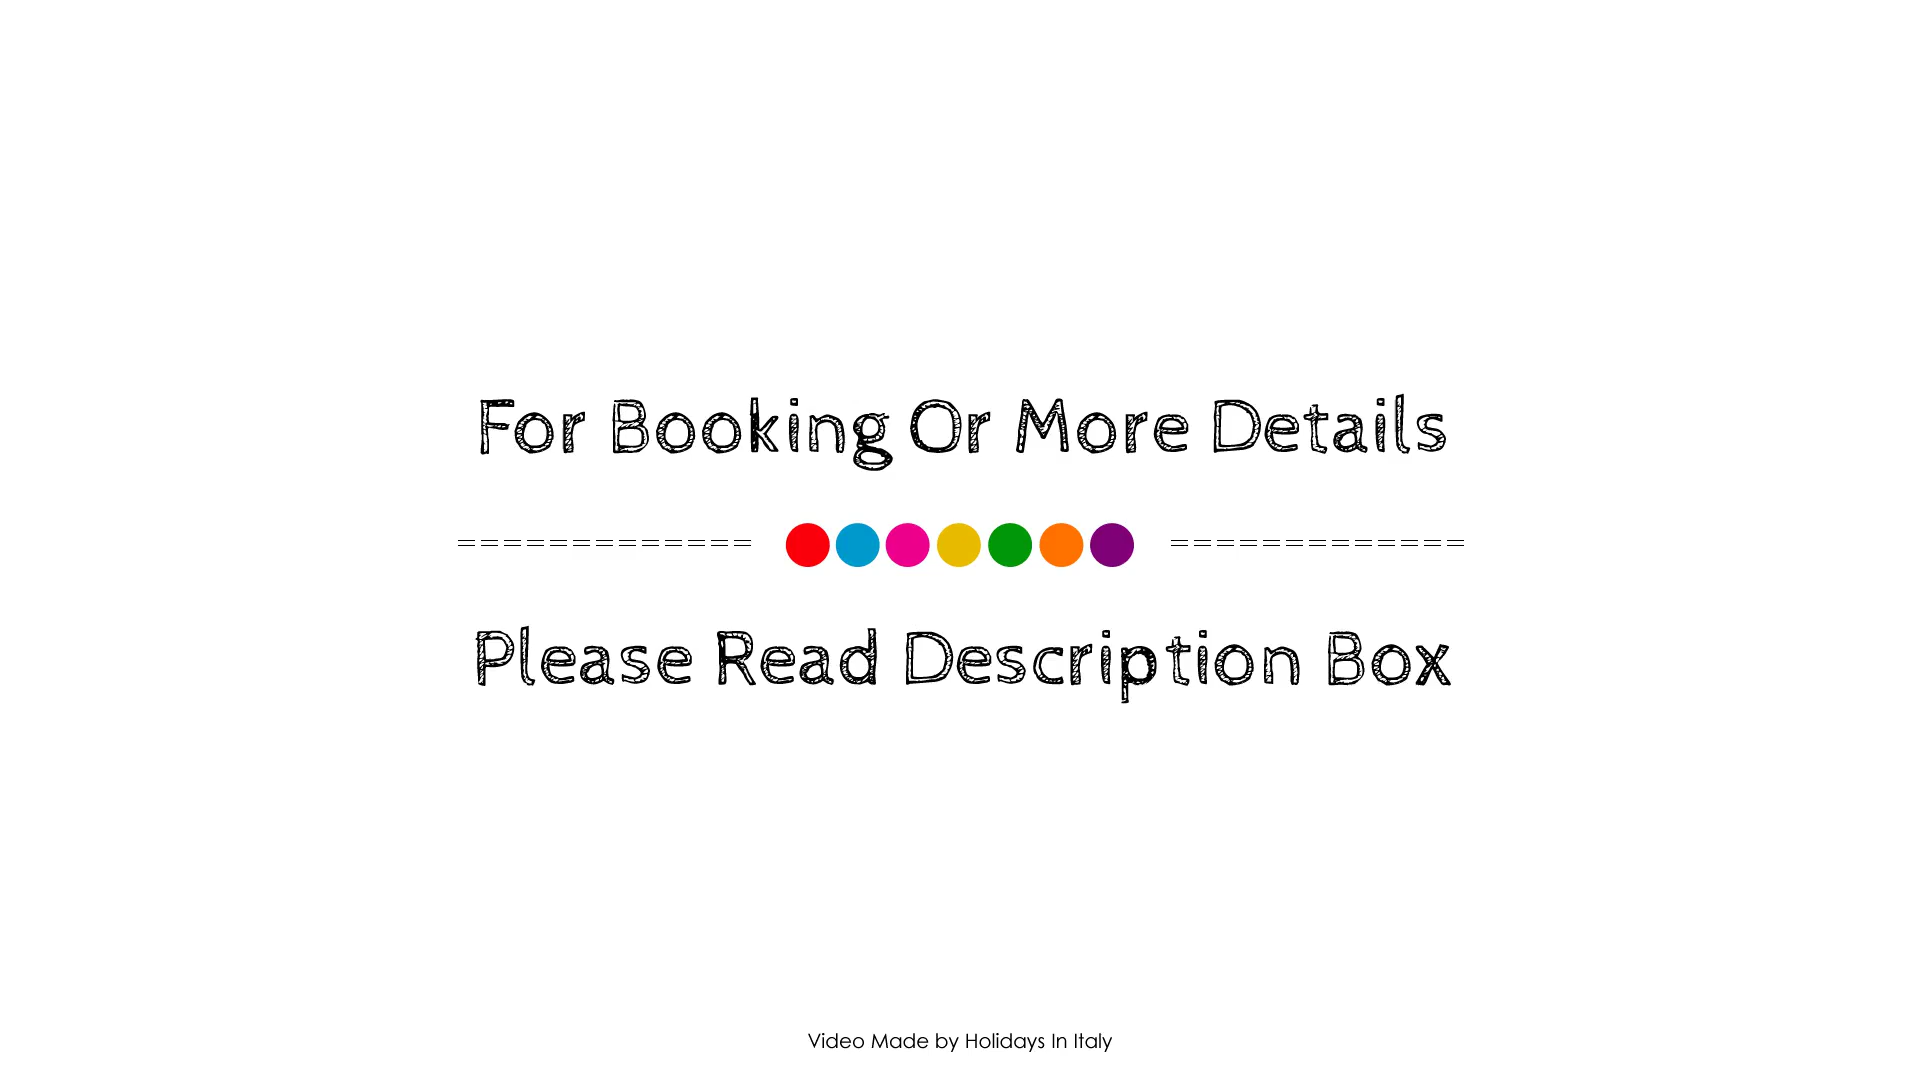 For Booking Or More Details
============= =============
Please Read Description Box
Video Made by Holidays In Italy